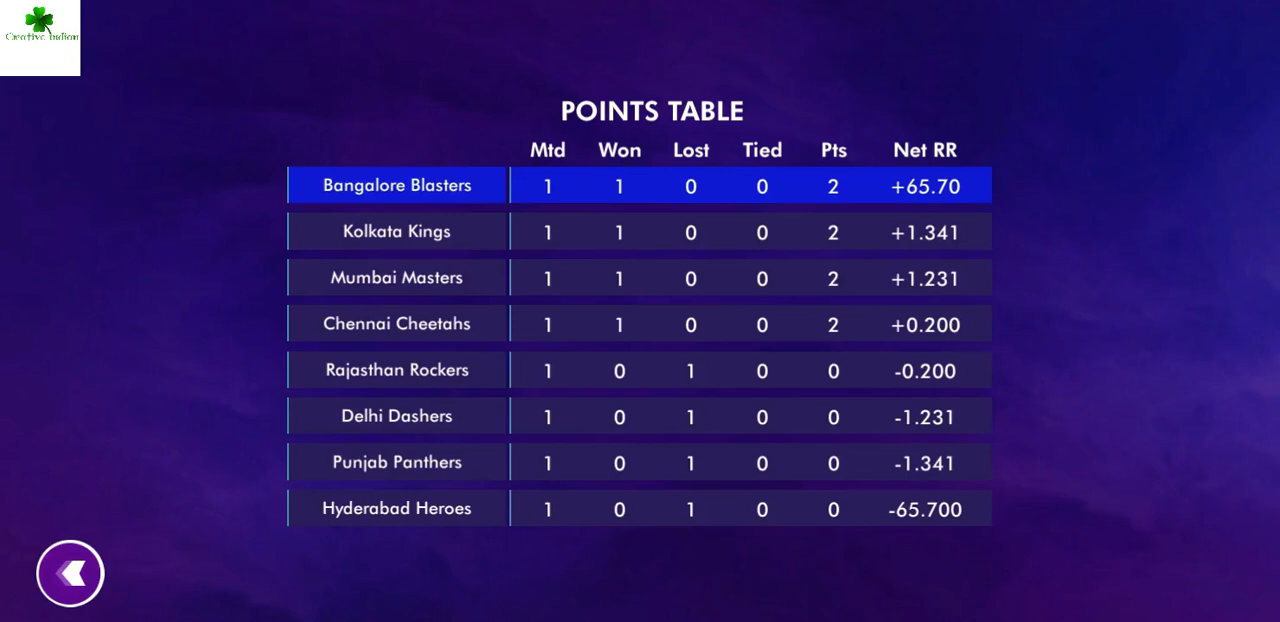 Creative Indian
POINTS TABLE
Mtd Won Lost Tied Pts Net RR
Bangalore Blasters 1 1 0 0 2 +65.70
Kolkata Kings 1 1 0 0 2 +1.341
Mumbai Masters 1 1 0 0 2 +1.231
Chennai Cheetahs 1 1 0 0 2 +0.200
Rajasthan Rockers 1 0 1 0 0 -0.200
Delhi Dashers 1 0 1 0 0 -1.231
Punjab Panthers 1 0 1 0 0 -1.341
Hyderabad Heroes 1 0 1 0 0 -65.700